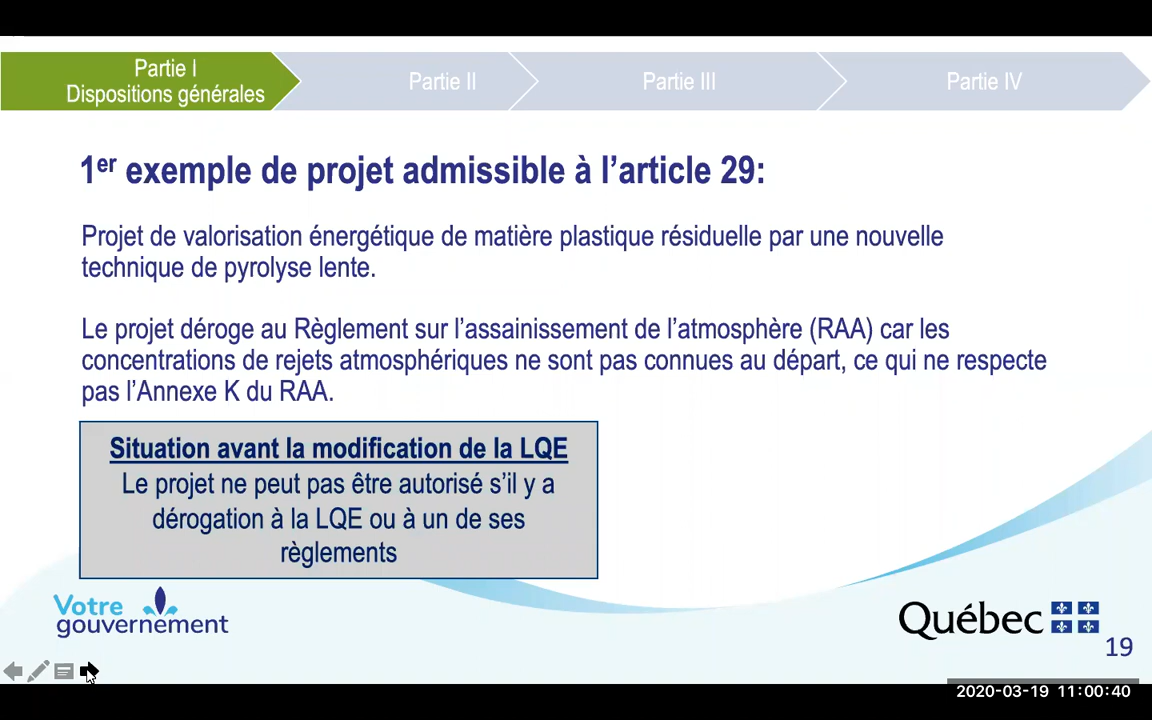 Partie I
Dispositions générales
Partie II
Partie III
Partie IV
1er exemple de projet admissible à l’article 29:
Projet de valorisation énergétique de matière plastique résiduelle par une nouvelle
technique de pyrolyse lente.
Le projet déroge au Règlement sur l’assainissement de l’atmosphère (RAA) car les
concentrations de rejets atmosphériques ne sont pas connues au départ, ce qui ne respecte
pas l’Annexe K du RAA.
Situation avant la modification de la LQE
Le projet ne peut pas être autorisé s’il y a
dérogation à la LQE ou à un de ses
règlements
Votre
gouvernement
Québec
19
2020-03-19 11:00:40